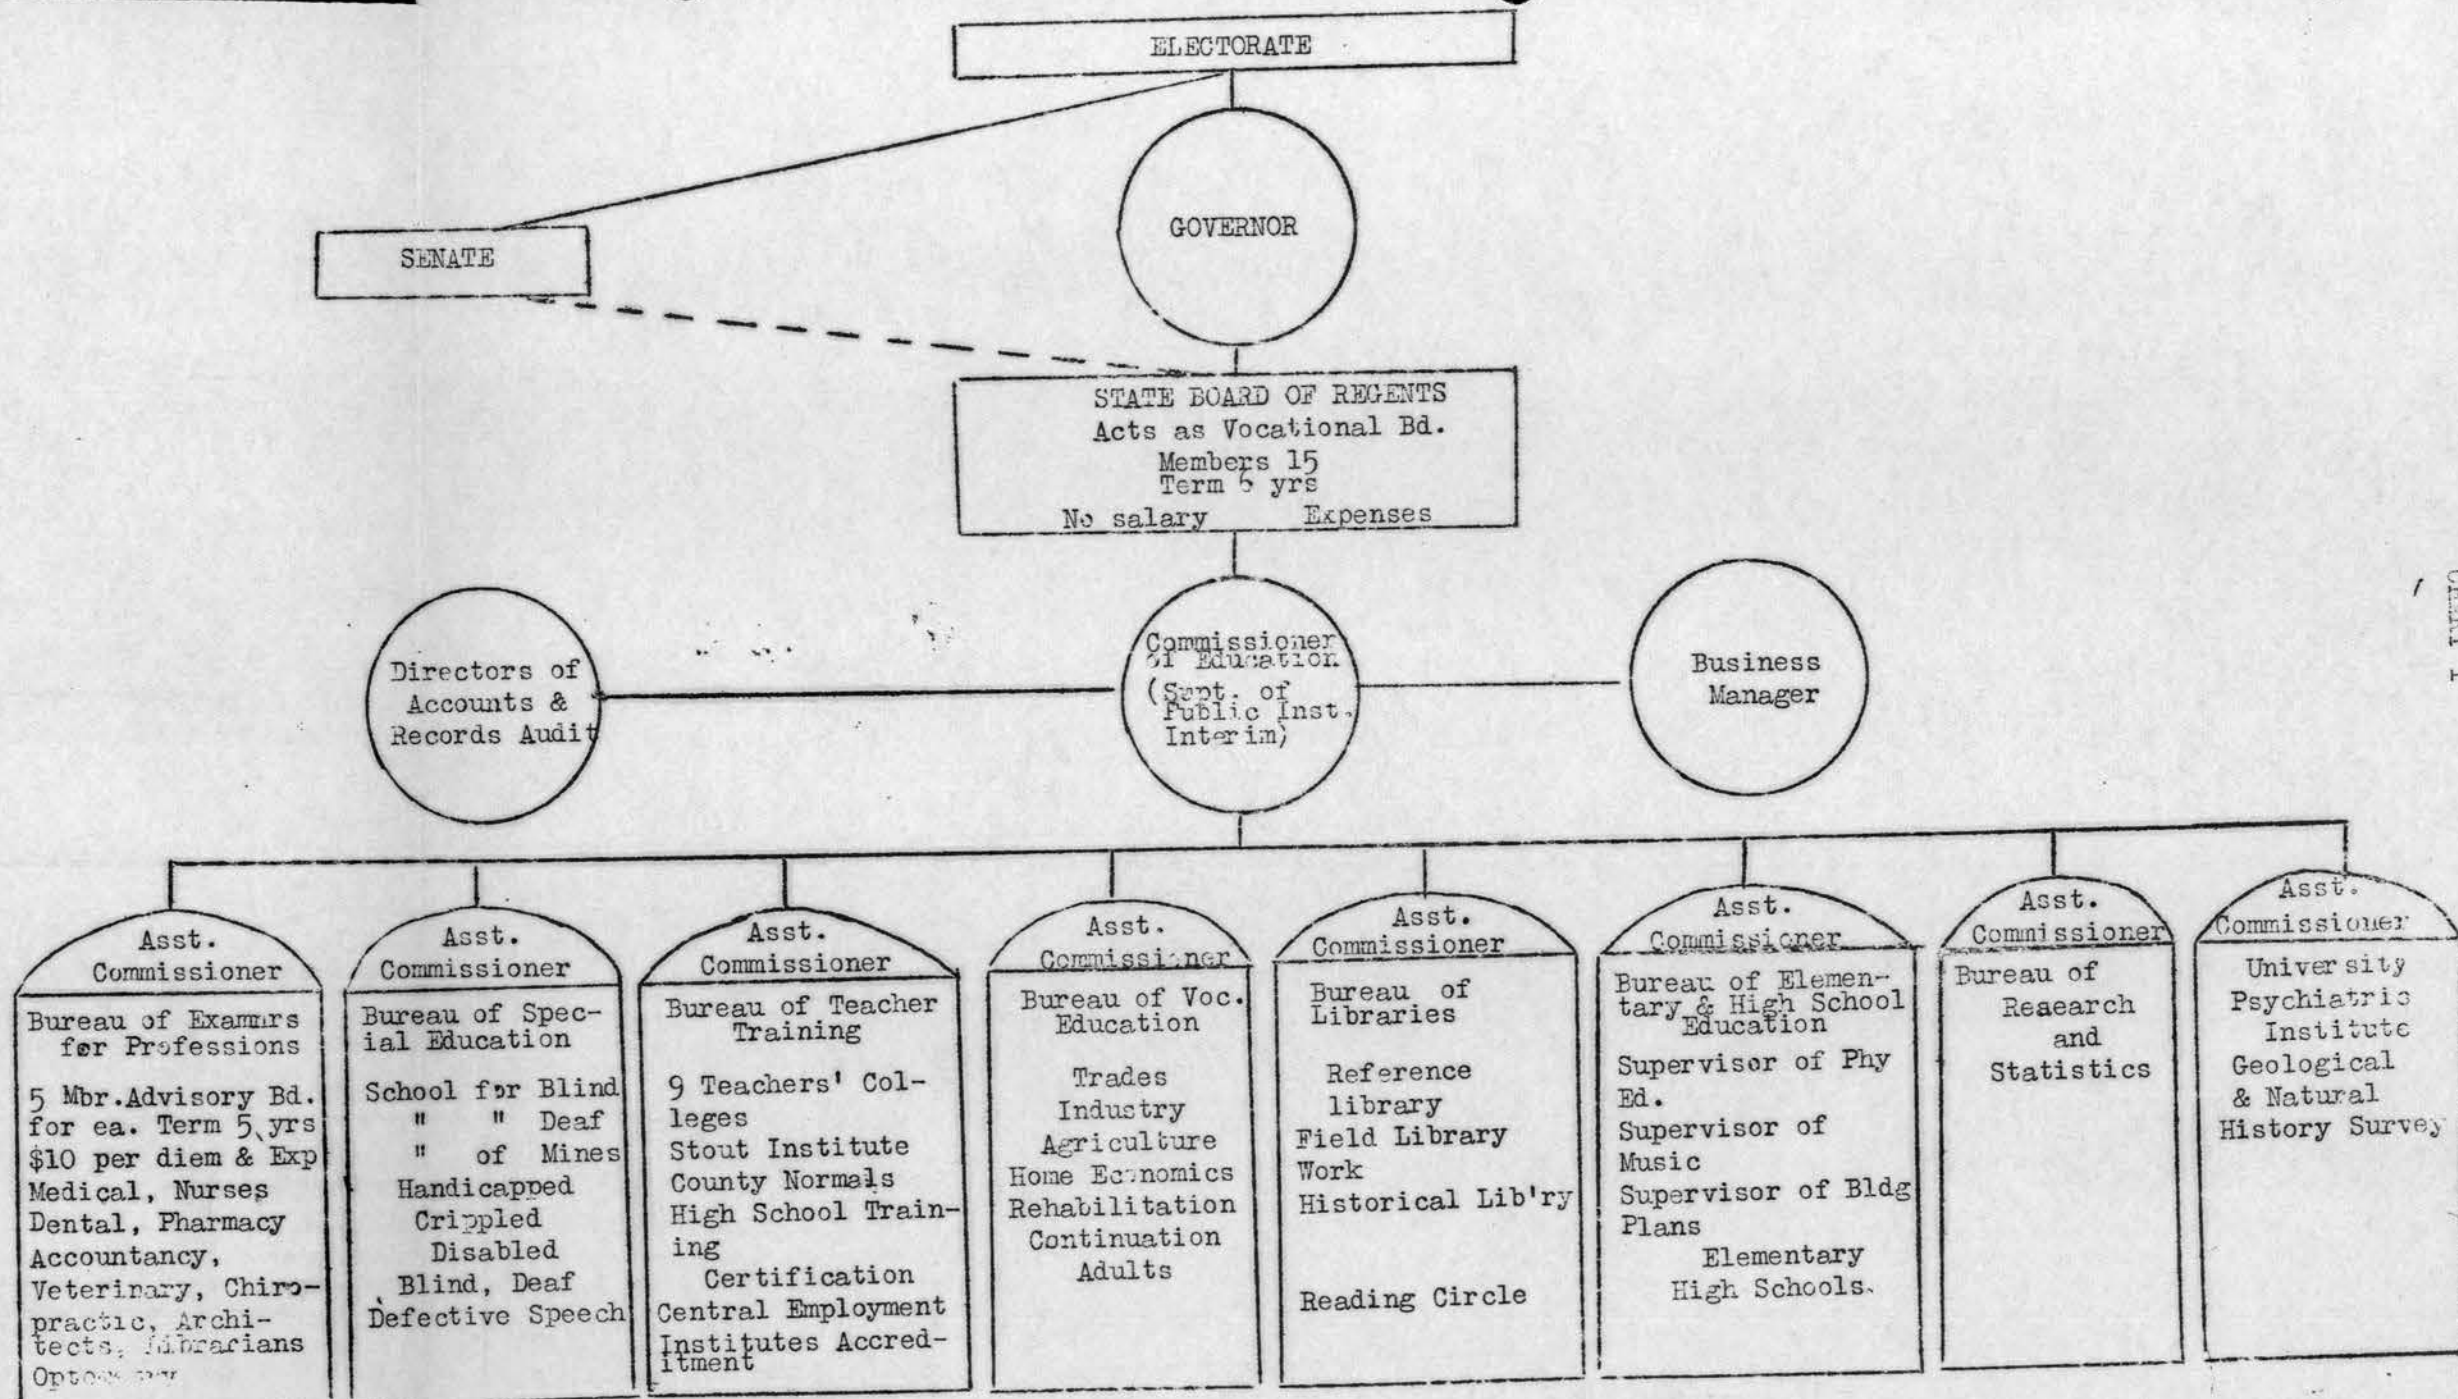 ELECTORATE
GOVERNOR
SENATE
STATE BOARD OF REGENTS
Acts as Vocational Bd.
Members 15
Term yrs
No salary Expenses
Directors of
Accounts &
Records Audit
Commissioner
of Education
(Supt. of
Public Inst.
Interim)
Business
Manager
CHART I
Asst.
Commissioner
Bureau of Examnrs
for Professions
5 Mbr.Advisory Bd.
for ea. Term 5 yrs
$10 per diem & Exp
Medical, Nurses
Dental, Pharmacy
Accountancy,
Veterinary, Chiro-
practic, Archi-
tects, Librarians
Asst.
Commissioner
Bureau of Spec-
ial Education
School for Blind
" " Deaf
" of Mines
Handicapped
Crippled
Disabled
Blind, Deaf
Defective Speech
Asst.
Commissioner
Bureau of Teacher
Training
9 Teachers' Col-
leges
Stout Institute
County Normals
High School Train-
ing
Certification
Central Employment
Institutes Accred-
itment
Asst.
Commissioner
Bureau of Voc.
Education
Trades
Industry
Agriculture
Home Economics
Rehabilitation
Continuation
Adults
Asst.
Commissioner
Bureau of
Libraries
Reference
library
Field Library
Work
Historical Lib'ry
Reading Circle
Asst.
Commissioner
Bureau of Elemen-
tary & High School
Education
Supervisor of Phy
Ed.
Supervisor of
Music
Supervisor of Bldg
Plans
Elementary
High Schools.
Asst.
Commissioner
Bureau of
Research
and
Statistics
Asst.
Commissioner
University
Psychiatric
Institute
Geological
& Natural
History Survey